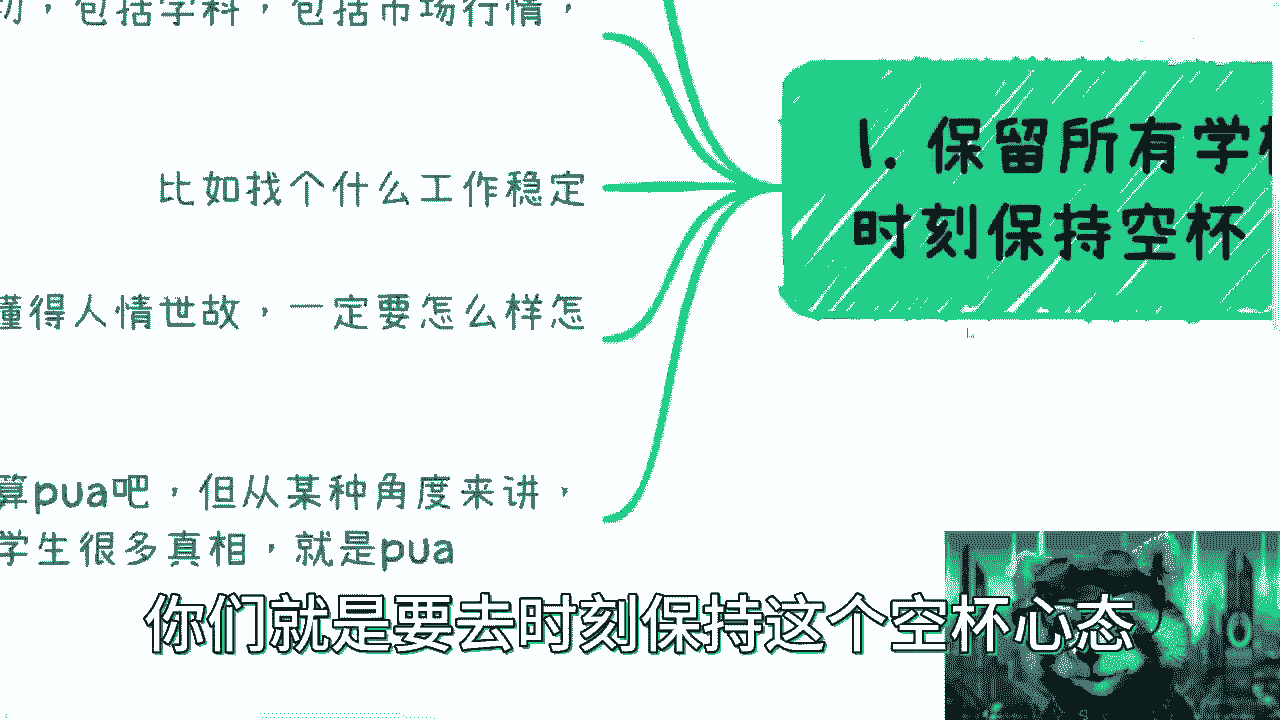 切，包括学科，包括市场行情，
比如找个什么工作稳定
懂得人情世故，一定要怎么样怎
算pua吧，但从某种角度来讲，
学生很多真相，就是pua
1. 保留所有学
时刻保持空杯
你们就是要去时刻保持这个空杯心态